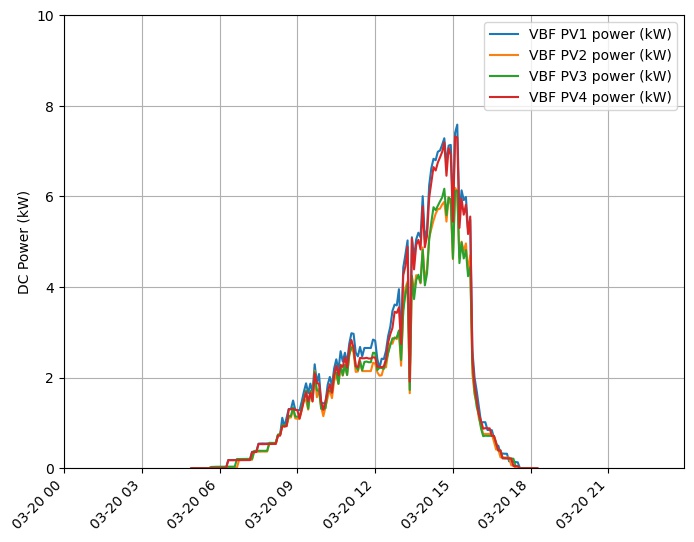 10
8
6
4
2
0
DC Power (kW)
VBF PV1 power (kW)
VBF PV2 power (kW)
VBF PV3 power (kW)
VBF PV4 power (kW)
03-20 00
03-20 03
03-20 06
03-20 09
03-20 12
03-20 15
03-20 18
03-20 21